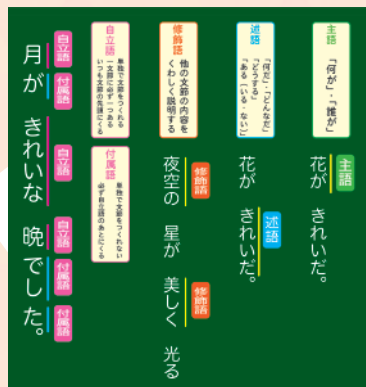 主語
「何が」・「誰が」
主語
花が きれいだ。
述語
「何だ」・「どんなだ」
「どうする」
「ある(いる・ない)」
述語
花が きれいだ。
修飾語
他の文節の内容を
くわしく説明する
修飾語 修飾語
夜空の 星が 美しく 光る
自立語
単独で文節をつくれる
一文節に必ず一つある
いつも文節の先頭にくる
付属語
単独で文節をつくれない
必ず自立語のあとにくる
自立語 付属語 自立語 自立語 付属語 付属語
月が きれいな 晩でした。